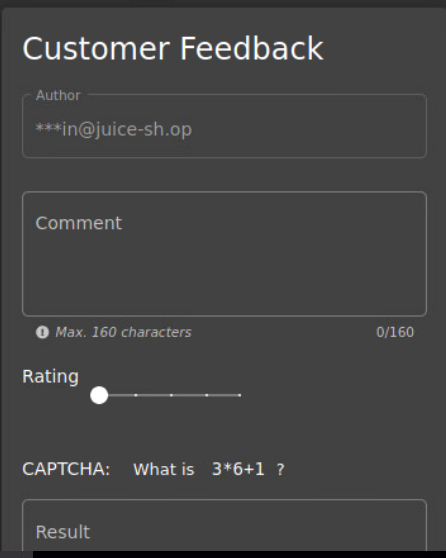 Customer Feedback
Author
***in@juice-sh.op
Comment
Max. 160 characters 0/160
Rating
CAPTCHA: What is 3*6+1 ?
Result